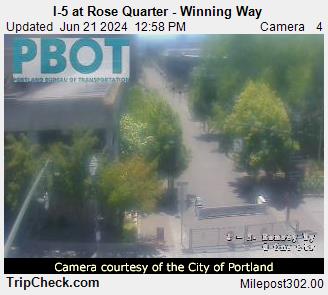 I-5 at Rose Quarter - Winning Way
Updated Jun 21 2024 12:58 PM Camera 4
PBOT
PORTLAND BUREAU OF TRANSPORTATION
Camera courtesy of the City of Portland
TripCheck.com Milepost302.00